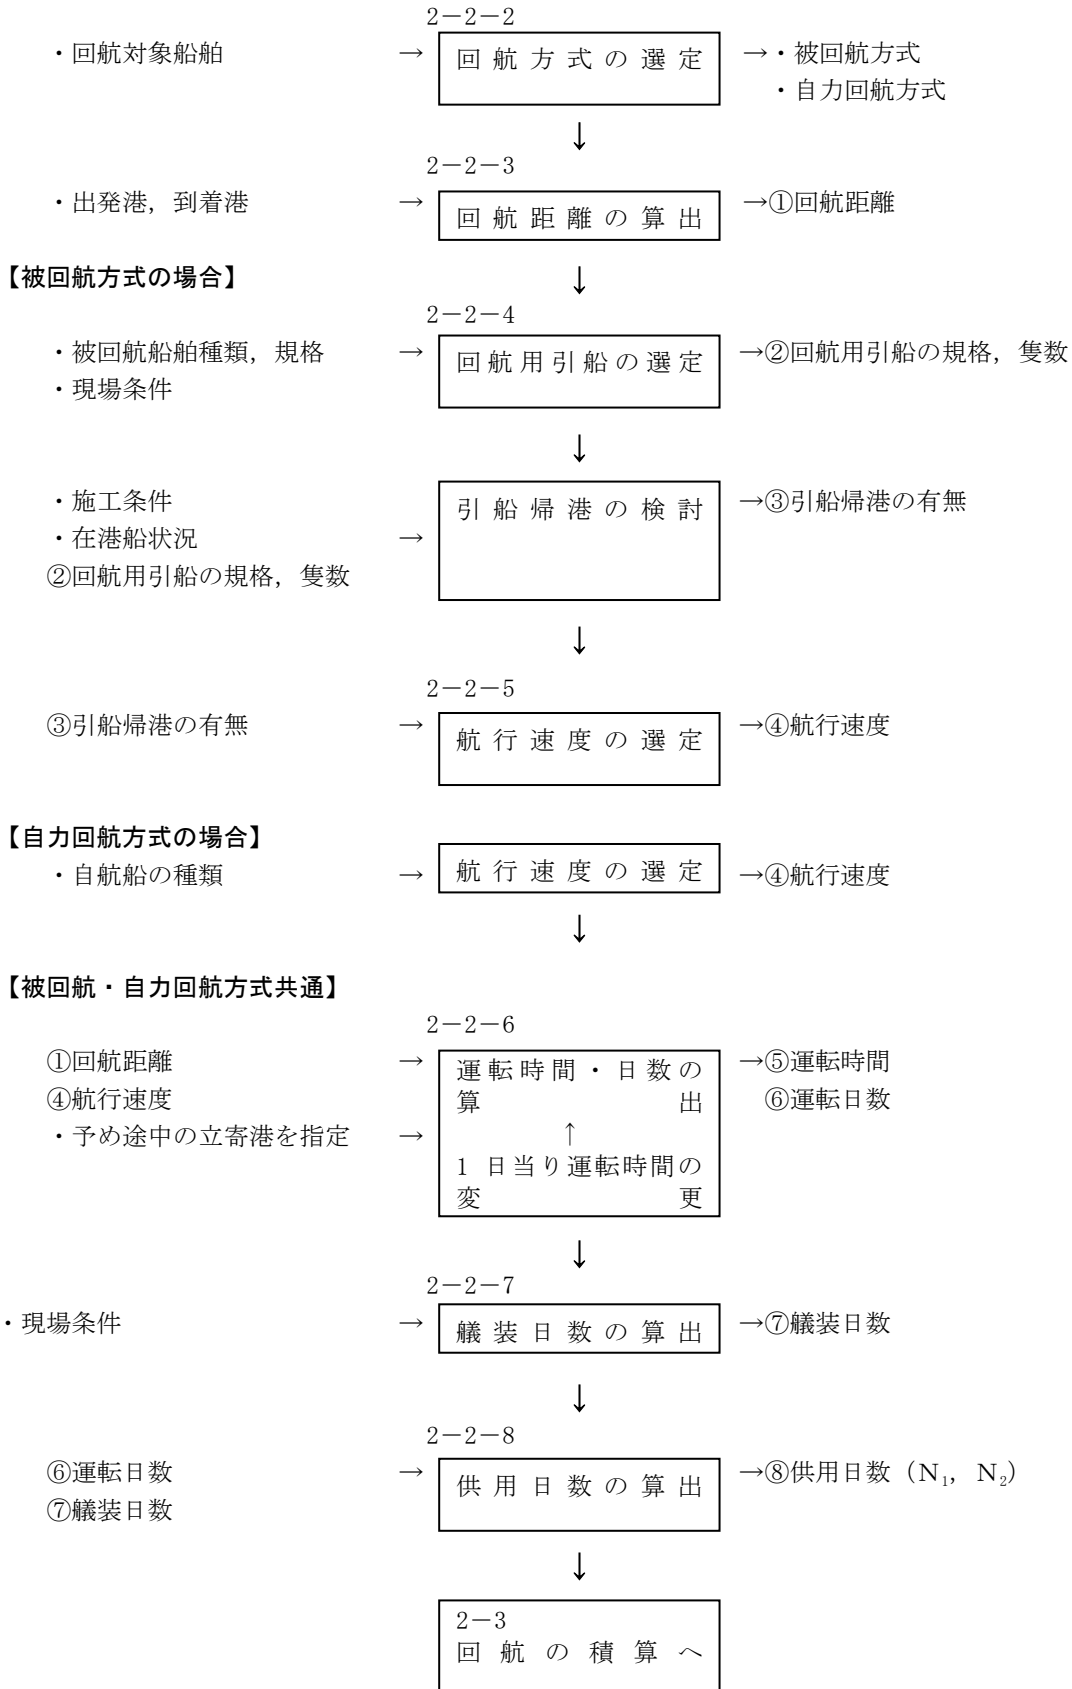 2－2－2
・回航対象船舶 → 回航方式の選定 →・被回航方式
・自力回航方式
↓
2－2－3
・出発港，到着港 → 回航距離の算出 →①回航距離
【被回航方式の場合】 ↓
2－2－4
・被回航船舶種類，規格 → 回航用引船の選定 →②回航用引船の規格，隻数
・現場条件
↓
・施工条件 引船帰港の検討 →③引船帰港の有無
・在港船状況 →
②回航用引船の規格，隻数
↓
2－2－5
③引船帰港の有無 → 航行速度の選定 →④航行速度
【自力回航方式の場合】
・自航船の種類 → 航行速度の選定 →④航行速度
↓
【被回航・自力回航方式共通】
2－2－6
①回航距離 → 運転時間・日数の →⑤運転時間
④航行速度 算出 ⑥運転日数
・予め途中の立寄港を指定 → ↑
1 日当り運転時間の
変更
↓
2－2－7
・現場条件 → 艤装日数の算出 →⑦艤装日数
↓
2－2－8
⑥運転日数 → 供用日数の算出 →⑧供用日数（N₁，N₂）
⑦艤装日数
↓
2－3
回航の積算へ